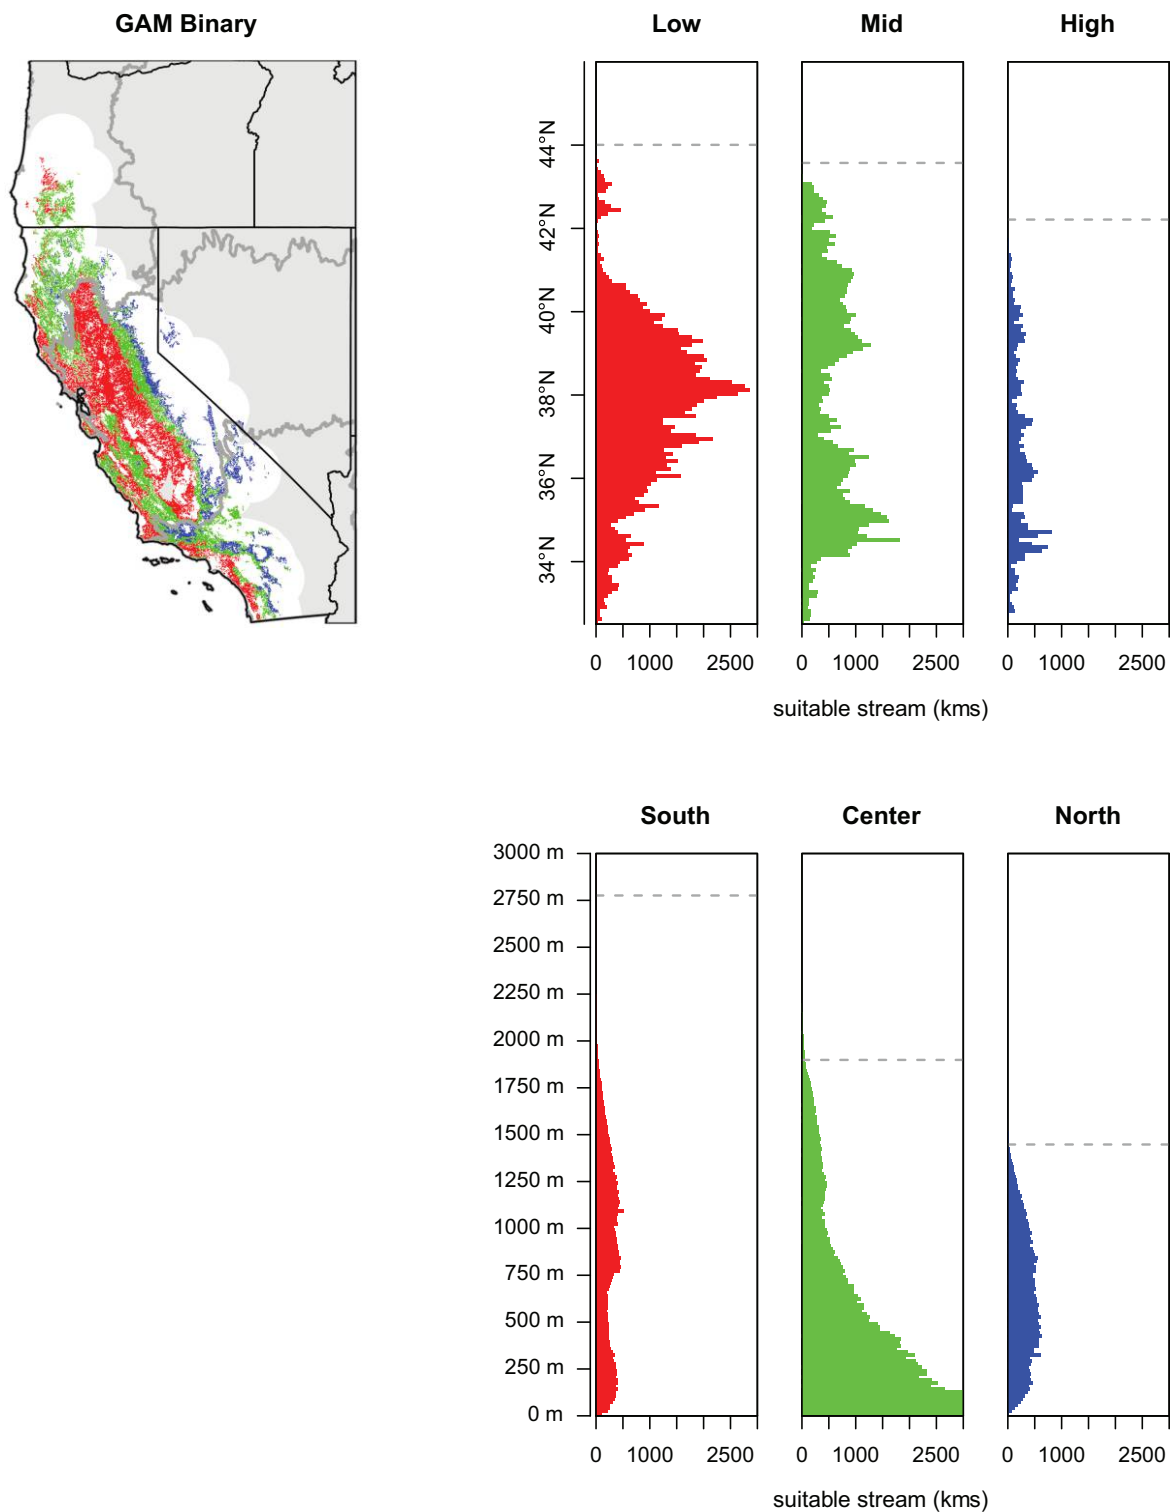 GAM Binary
Low Mid High
44°N
42°N
40°N
38°N
36°N
34°N
0 1000 2500 0 1000 2500 0 1000 2500
suitable stream (kms)
South Center North
3000 m
2750 m
2500 m
2250 m
2000 m
1750 m
1500 m
1250 m
1000 m
750 m
500 m
250 m
0 m
0 1000 2500 0 1000 2500 0 1000 2500
suitable stream (kms)